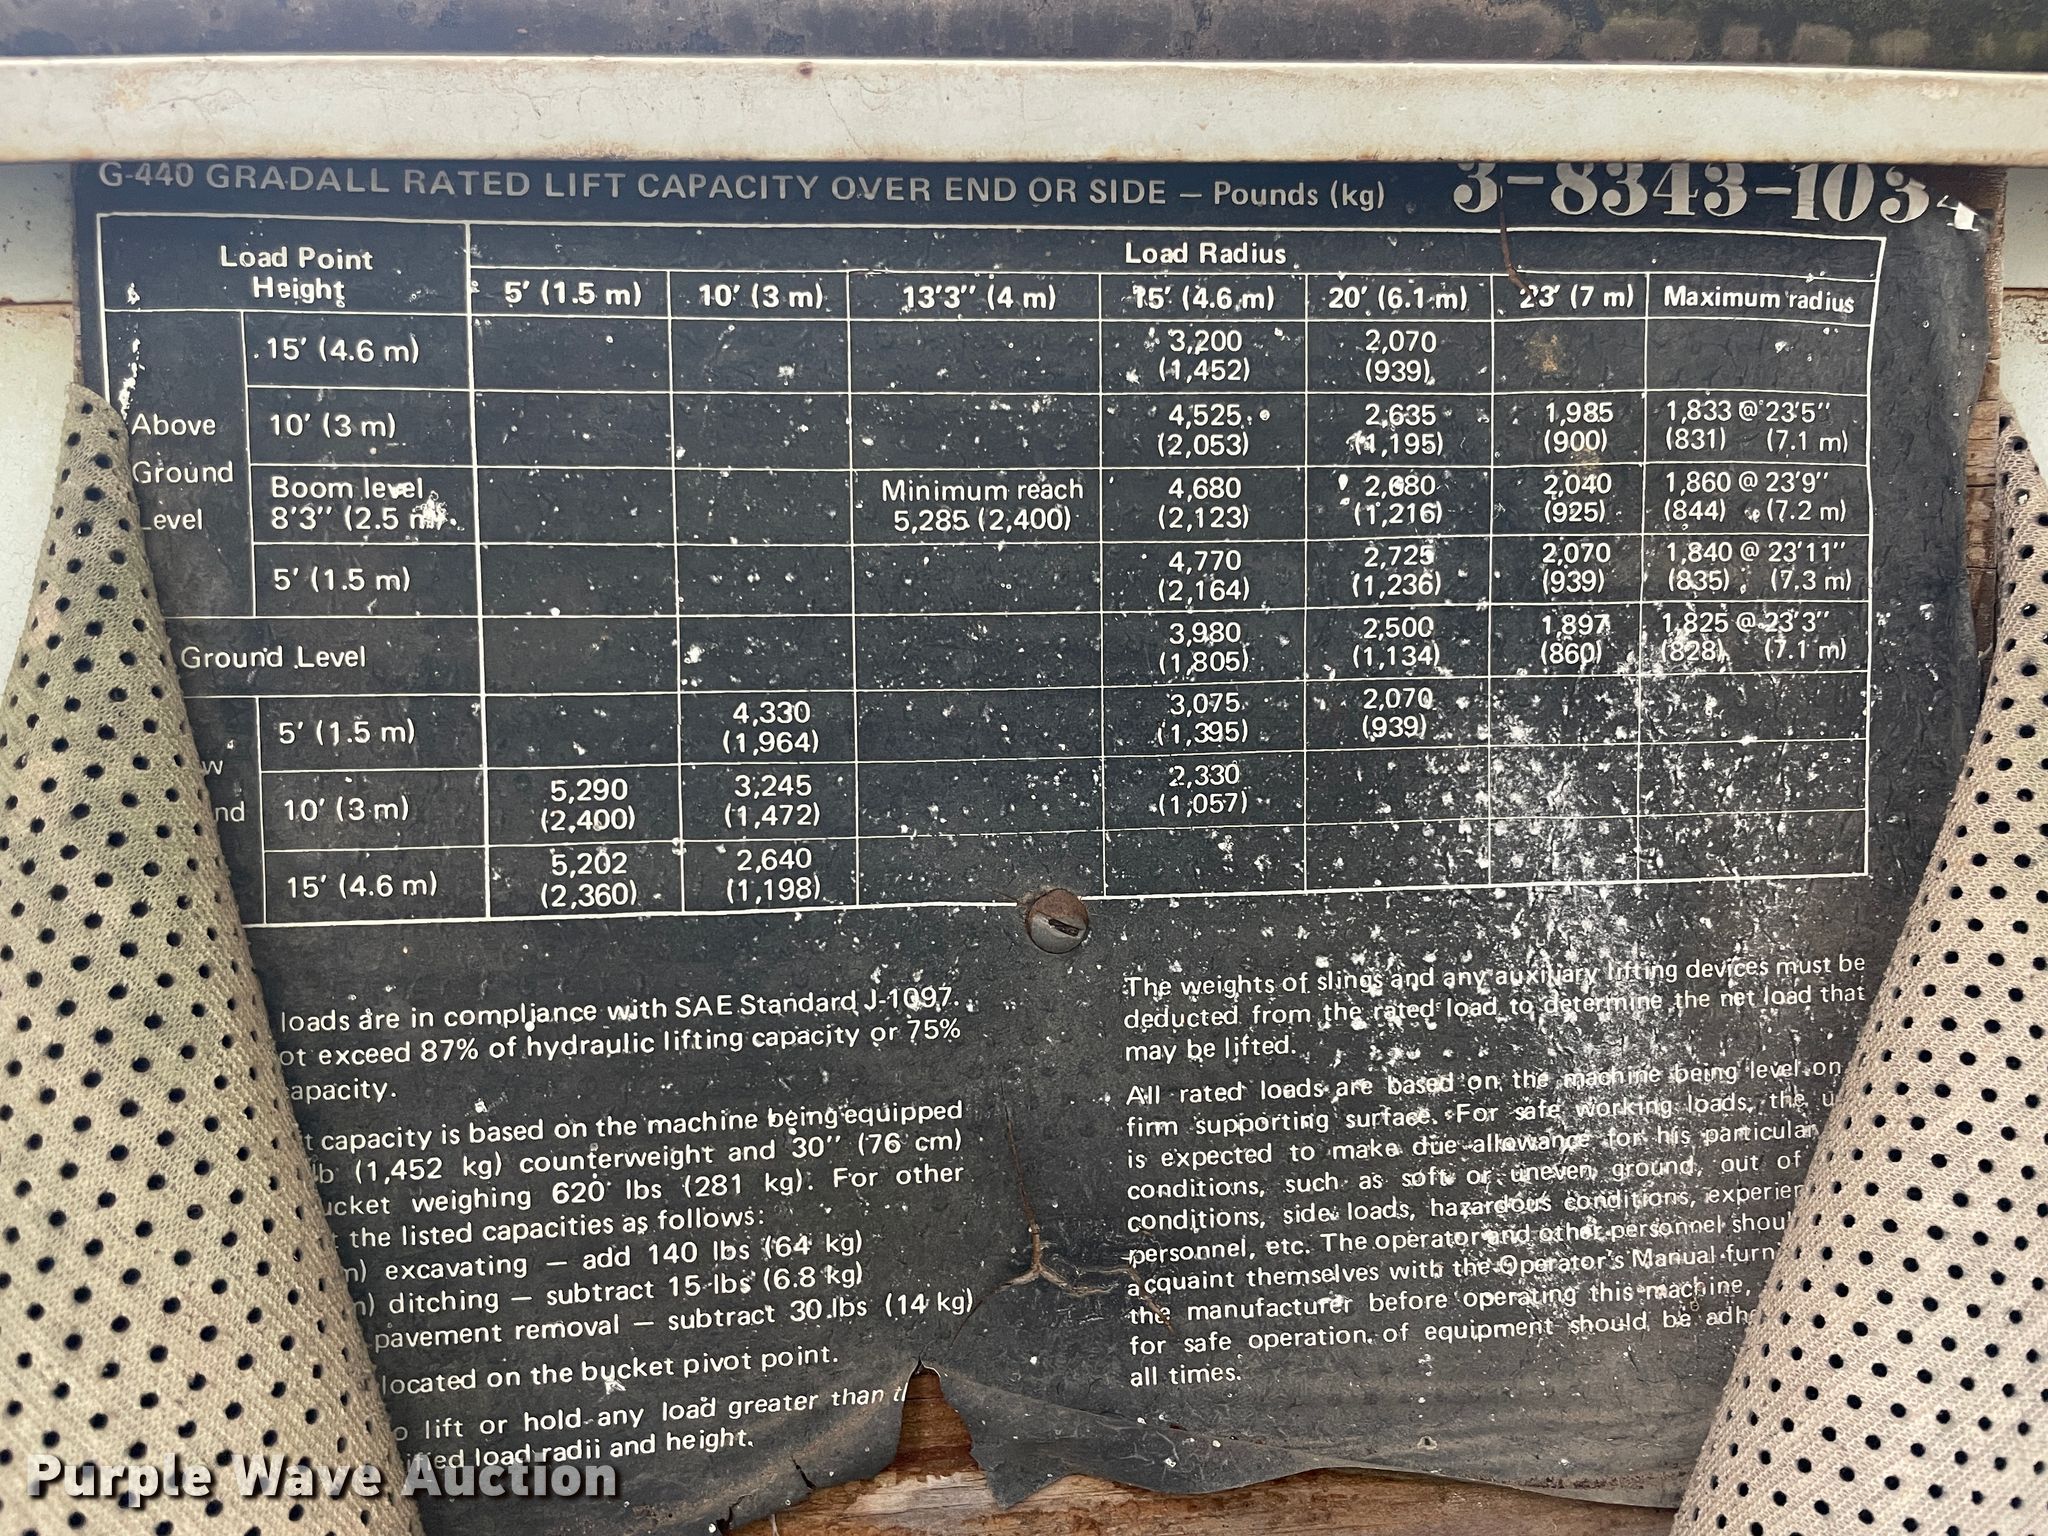 G-440 GRADALL RATED LIFT CAPACITY OVER END OR SIDE — Pounds (kg) 3-8343-103
Load Point Height Load Radius
5' (1.5 m) 10' (3 m) 13'3" (4 m) 15' (4.6 m) 20' (6.1 m) 23' (7 m) Maximum radius
Above Ground Level
15' (4.6 m) 3,200 (1,452) 2,070 (939)
10' (3 m) 4,525 (2,053) 2,635 (1,195) 1,985 (900) 1,833 @ 23'5" (831) (7.1 m)
Boom level 8'3" (2.5 m) Minimum reach 5,285 (2,400) 4,680 (2,123) 2,680 (1,216) 2,040 (925) 1,860 @ 23'9" (844) (7.2 m)
5' (1.5 m) 4,770 (2,164) 2,725 (1,236) 2,070 (939) 1,840 @ 23'11" (835) (7.3 m)
Ground Level 3,980 (1,805) 2,500 (1,134) 1,897 (860) 1,825 @ 23'3" (828) (7.1 m)
w
nd
5' (1.5 m) 4,330 (1,964) 3,075 (1,395) 2,070 (939)
10' (3 m) 5,290 (2,400) 3,245 (1,472) 2,330 (1,057)
15' (4.6 m) 5,202 (2,360) 2,640 (1,198)
loads are in compliance with SAE Standard J-1097.
ot exceed 87% of hydraulic lifting capacity or 75%
apacity.
t capacity is based on the machine being equipped
lb (1,452 kg) counterweight and 30" (76 cm)
ucket weighing 620 lbs (281 kg). For other
the listed capacities as follows:
m) excavating — add 140 lbs (64 kg)
m) ditching — subtract 15 lbs (6.8 kg)
pavement removal — subtract 30 lbs (14 kg)
located on the bucket pivot point.
o lift or hold any load greater than
ified load radii and height.
The weights of slings and any auxiliary lifting devices must be
deducted from the rated load to determine the net load that
may be lifted.
All rated loads are based on the machine being level on
firm supporting surface. For safe working loads, the u
is expected to make due allowance for his particular
conditions, such as soft or uneven ground, out of
conditions, side loads, hazardous conditions, experien
personnel, etc. The operator and other personnel shoul
acquaint themselves with the Operator's Manual furn
the manufacturer before operating this machine,
for safe operation of equipment should be adhe
all times.
Purple Wave Auction